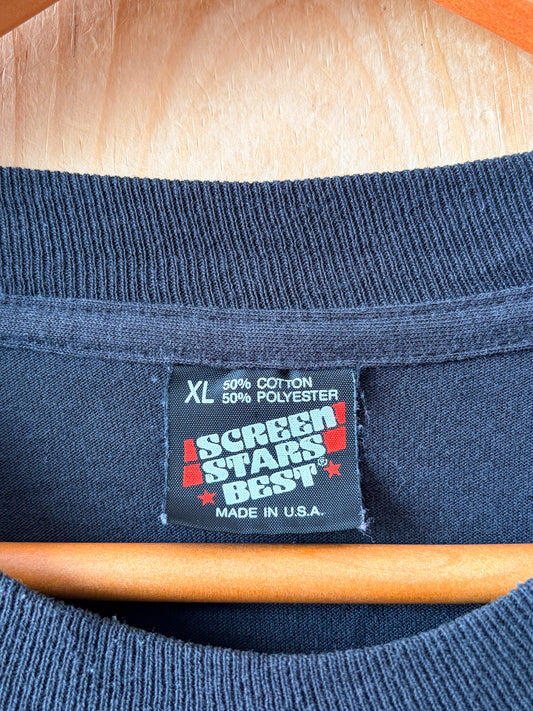 XL 50% COTTON
50% POLYESTER
SCREEN
STARS
BEST®
MADE IN U.S.A.